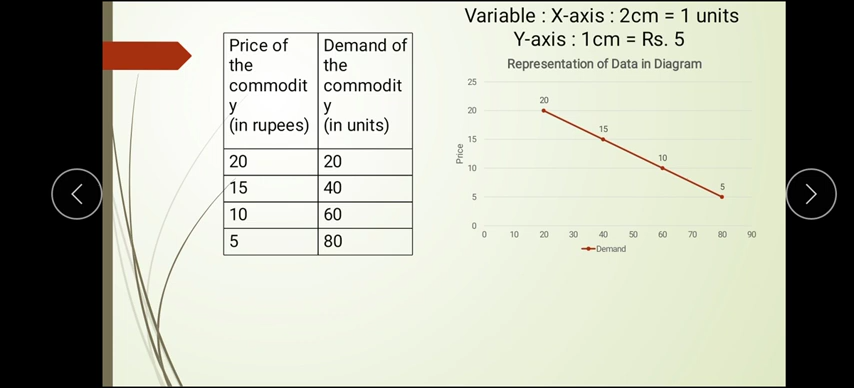 Variable : X-axis : 2cm = 1 units
Y-axis : 1cm = Rs. 5
Price of
the
commodit
y
(in rupees)
Demand of
the
commodit
y
(in units)
20 20
15 40
10 60
5 80
Representation of Data in Diagram
25
20
15
10
5
0
Price
20
15
10
5
0 10 20 30 40 50 60 70 80 90
Demand